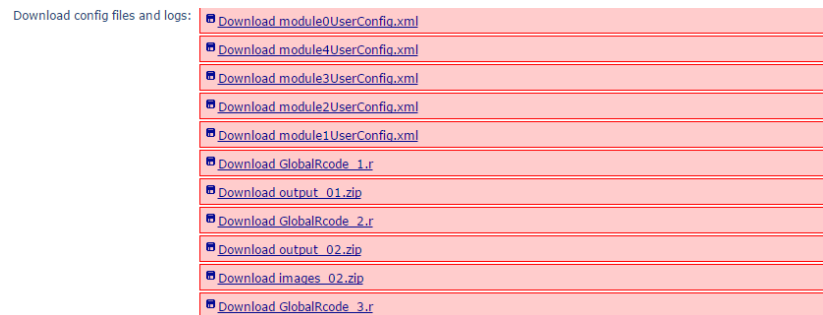 Download config files and logs:
Download module0UserConfig.xml
Download module4UserConfig.xml
Download module3UserConfig.xml
Download module2UserConfig.xml
Download module1UserConfig.xml
Download GlobalRcode_1.r
Download output_01.zip
Download GlobalRcode_2.r
Download output_02.zip
Download images_02.zip
Download GlobalRcode_3.r